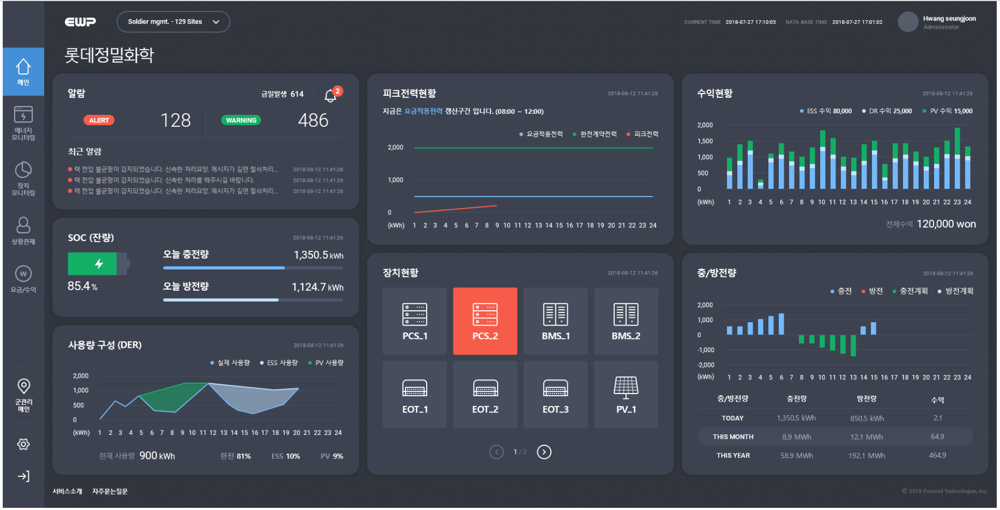 EWP
Soldier mgmt. - 129 Sites
CURRENT TIME 2018-07-27 17:10:05 DATA BASE TIME 2018-07-27 17:01:02
Hwang seungjoon
Administrator
롯데정밀화학
메인
에너지
모니터링
장치
모니터링
상황관제
요금/수익
군관리
메인
알람
금일발생 614
2
ALERT 128 WARNING 486
최근 알람
랙 전압 불균형이 감지되었습니다. 신속한 처리요망. 메시지가 길면 절삭처리... 2018-08-12 11:41:26
랙 전압 불균형이 감지되었습니다. 신속한 처리를 해주시길 바랍니다. 2018-08-12 11:41:26
랙 전압 불균형이 감지되었습니다. 신속한 처리요망. 메시지가 길면 절삭처리... 2018-08-12 11:41:26
SOC (잔량) 2018-08-12 11:41:26
85.4 %
오늘 충전량 1,350.5 kWh
오늘 방전량 1,124.7 kWh
사용량 구성 (DER) 2018-08-12 11:41:26
실제 사용량 ESS 사용량 PV 사용량
2,000
1,000
500
0
(kWh) 1 2 3 4 5 6 7 8 9 10 11 12 13 14 15 16 17 18 19 20 21 22 23 24
현재 사용량 900 kWh 한전 81% ESS 10% PV 9%
피크전력현황 2018-08-12 11:41:26
지금은 요금적용전력 갱신구간 입니다. (08:00 ~ 12:00)
요금적용전력 한전계약전력 피크전력
2,000
1,000
0
(kWh) 1 2 3 4 5 6 7 8 9 10 11 12 13 14 15 16 17 18 19 20 21 22 23 24
장치현황 2018-08-12 11:41:26
PCS_1 PCS_2 BMS_1 BMS_2
EOT_1 EOT_2 EOT_3 PV_1
1 / 2
수익현황 2018-08-12 11:41:26
ESS 수익 80,000 DR 수익 25,000 PV 수익 15,000
2,000
1,500
1,000
500
0
(kWh) 1 2 3 4 5 6 7 8 9 10 11 12 13 14 15 16 17 18 19 20 21 22 23 24
전체수익 120,000 won
충/방전량 2018-08-12 11:41:26
충전 방전 충전계획 방전계획
2,000
1,000
0
-1,000
-2,000
(kWh) 1 2 3 4 5 6 7 8 9 10 11 12 13 14 15 16 17 18 19 20 21 22 23 24
충/방전량 충전량 방전량 수익
TODAY 1,350.5 kWh 850.5 kWh 2.1
THIS MONTH 8.9 MWh 12.1 MWh 64.9
THIS YEAR 58.9 MWh 192.1 MWh 464.9
서비스소개 자주묻는질문
© 2018 Encored Technologies, Inc.